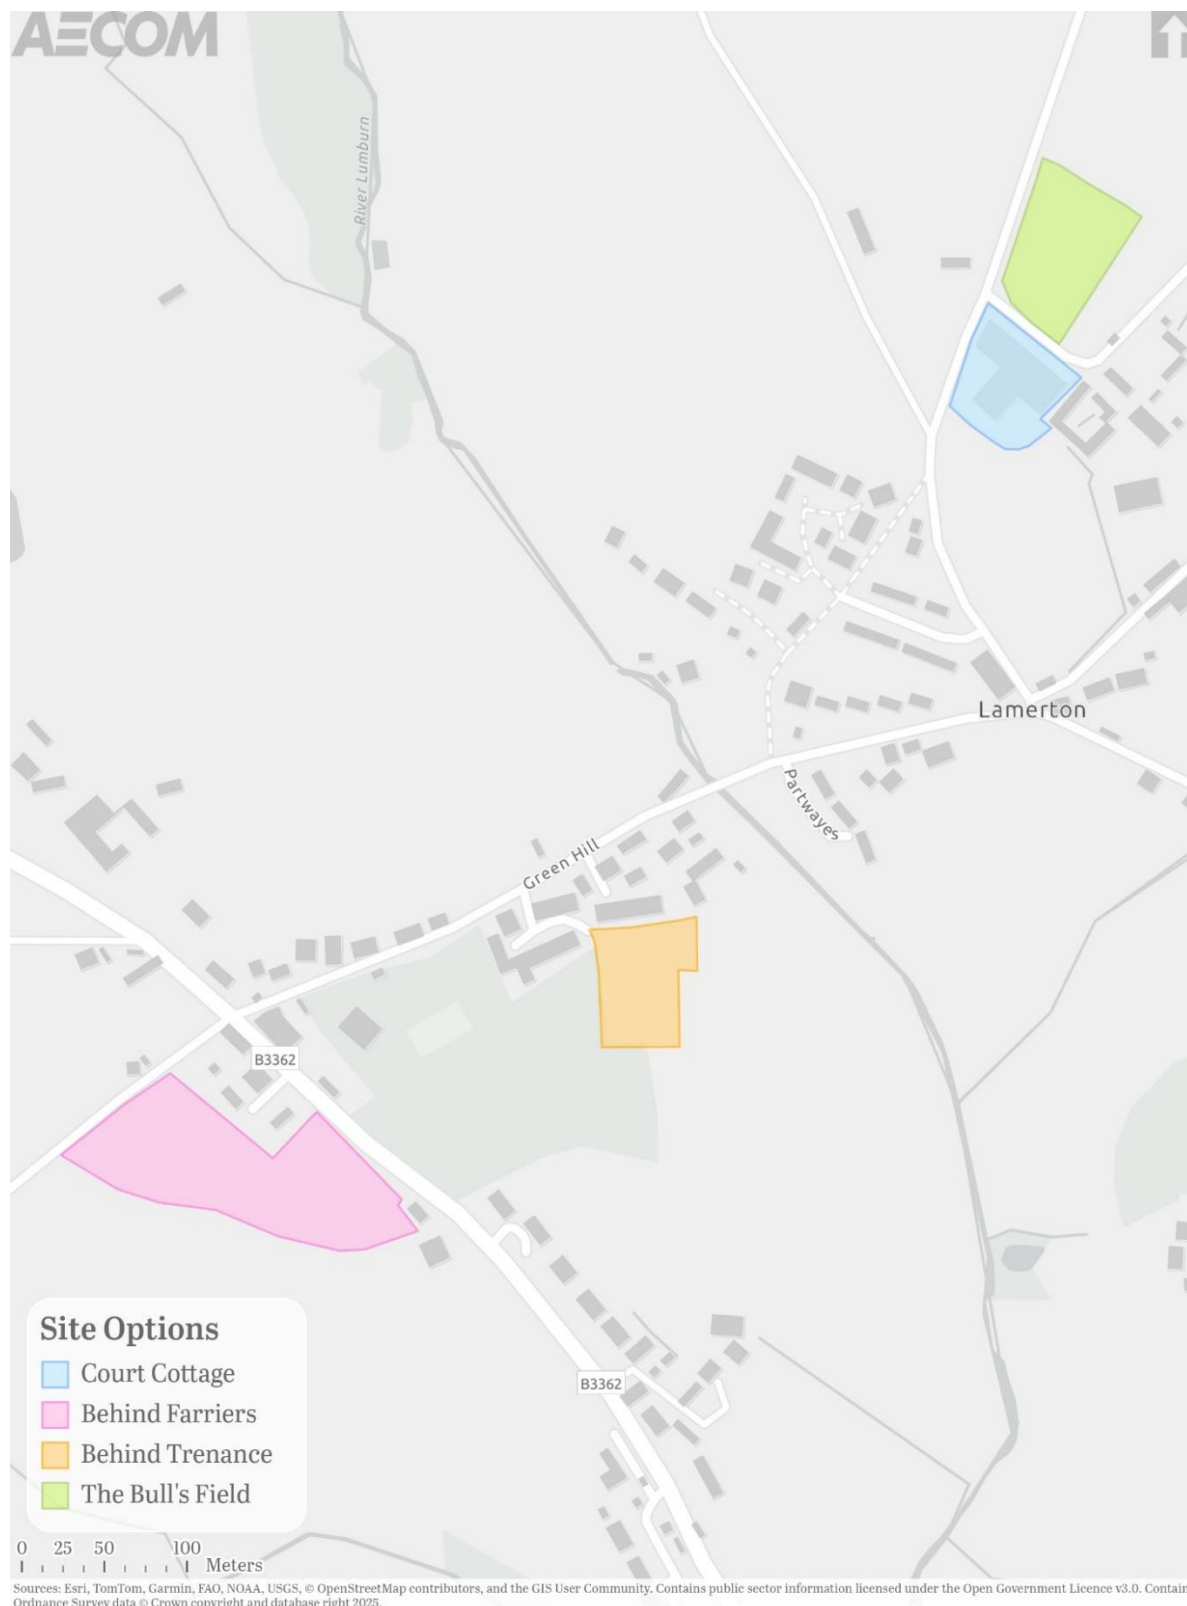 AECOM
River Lumburn
Lamerton
Partwayes
Green Hill
B3362
B3362
Site Options
Court Cottage
Behind Farriers
Behind Trenance
The Bull's Field
0 25 50 100
Meters
Sources: Esri, TomTom, Garmin, FAO, NOAA, USGS, © OpenStreetMap contributors, and the GIS User Community. Contains public sector information licensed under the Open Government Licence v3.0. Contain
Ordnance Survey data © Crown copyright and database right 2025.